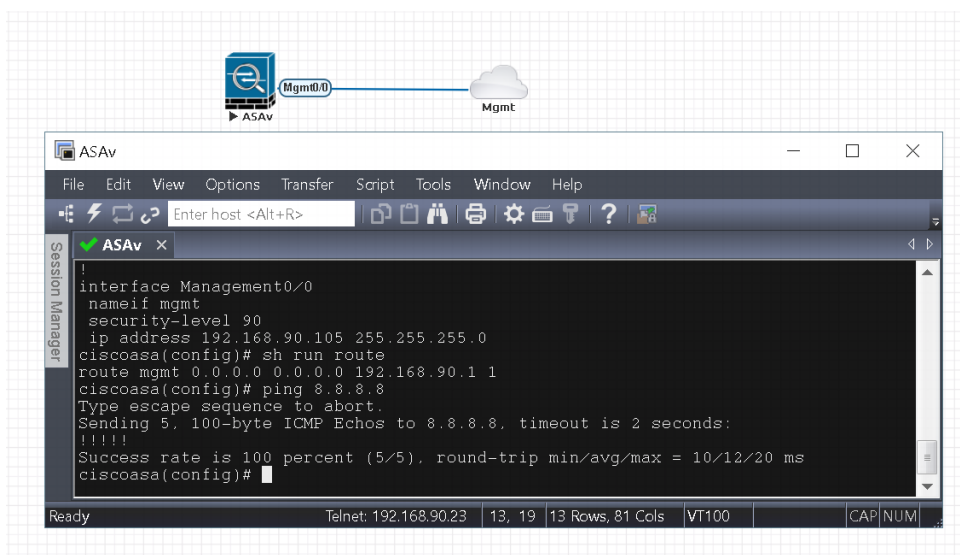 Mgmt0/0
ASAv
Mgmt
ASAv
File Edit View Options Transfer Script Tools Window Help
Enter host <Alt+R>
Session Manager
ASAv
!
interface Management0/0
nameif mgmt
security-level 90
ip address 192.168.90.105 255.255.255.0
ciscoasa(config)# sh run route
route mgmt 0.0.0.0 0.0.0.0 192.168.90.1 1
ciscoasa(config)# ping 8.8.8.8
Type escape sequence to abort.
Sending 5, 100-byte ICMP Echos to 8.8.8.8, timeout is 2 seconds:
!!!!!
Success rate is 100 percent (5/5), round-trip min/avg/max = 10/12/20 ms
ciscoasa(config)#
Ready Telnet: 192.168.90.23 13, 19 13 Rows, 81 Cols VT100 CAP NUM